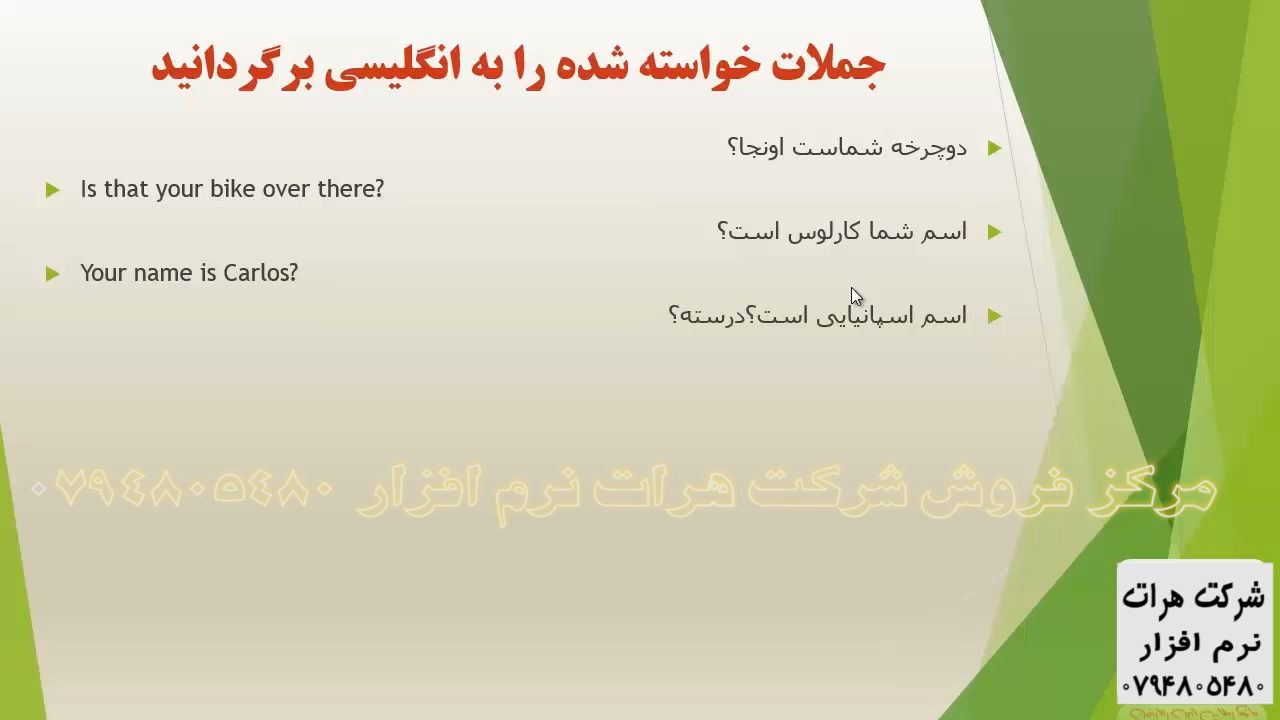 جملات خواسته شده را به انگلیسی برگردانید
دوچرخه شماست اونجا؟
Is that your bike over there?
اسم شما کارلوس است؟
Your name is Carlos?
اسم اسپانیایی است؟درسته؟
مرکز فروش شرکت هرات نرم افزار ۰۷۹٤۸۰٥٤۸۰
شرکت هرات
نرم افزار
۰۷۹۴۸۰۵۴۸۰